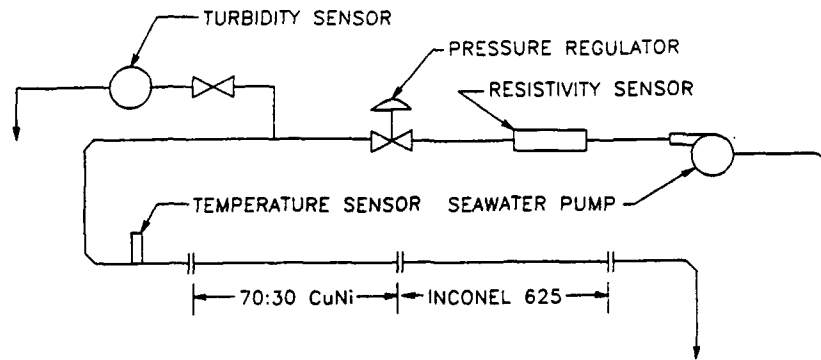 TURBIDITY SENSOR
PRESSURE REGULATOR
RESISTIVITY SENSOR
TEMPERATURE SENSOR
SEAWATER PUMP
70:30 CuNi
INCONEL 625